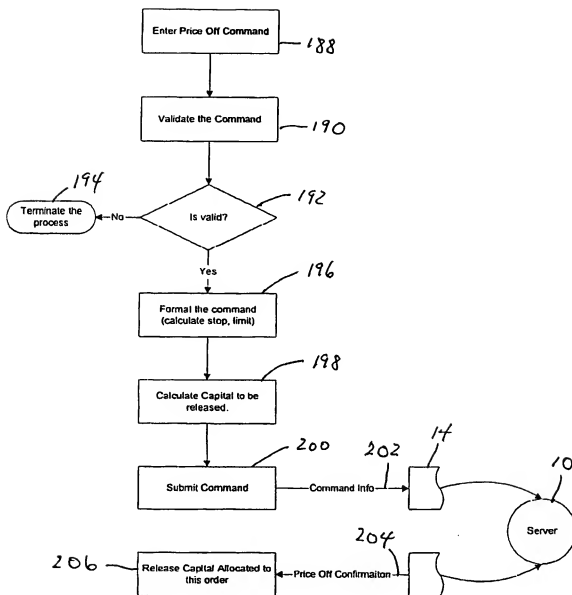 Enter Price Off Command
188
Validate the Command
190
194
192
Terminate the
process
No
Is valid?
Yes
196
Formal the command
(calculate stop, limit)
198
Calculate Capital to be
released.
200
202
14
10
Submit Command
Command Info
Server
204
206
Release Capital Allocated to
this order
Price Off Confirmaiton